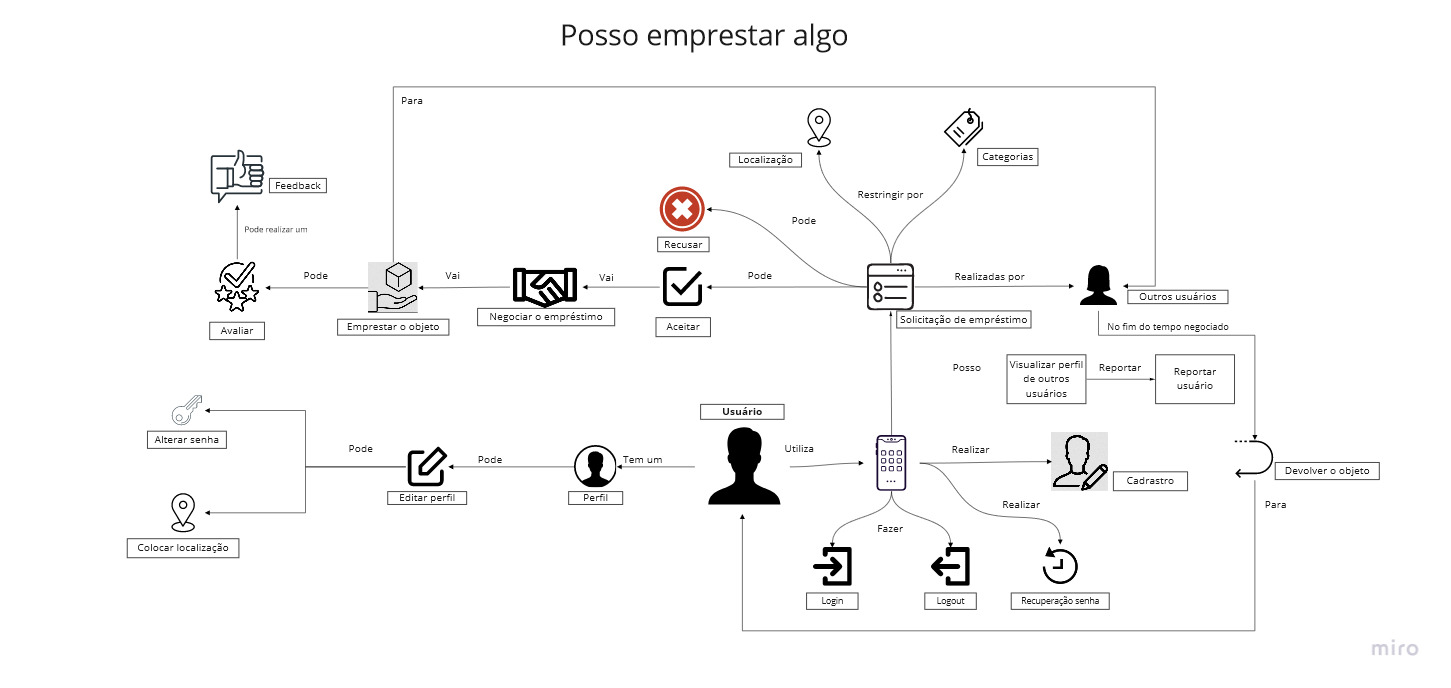 Posso emprestar algo
Para
Localização
Categorias
Feedback
Restringir por
Pode
Pode realizar um
Recusar
Pode
Vai
Vai
Pode
Realizadas por
Outros usuários
Avaliar
Emprestar o objeto
Negociar o empréstimo
Aceitar
Solicitação de empréstimo
No fim do tempo negociado
Posso
Visualizar perfil
de outros
usuários
Reportar
Reportar
usuário
Usuário
Alterar senha
Pode
Pode
Tem um
Utiliza
Realizar
Editar perfil
Perfil
Cadrastro
Devolver o objeto
Realizar
Para
Fazer
Colocar localização
Login
Logout
Recuperação senha
miro